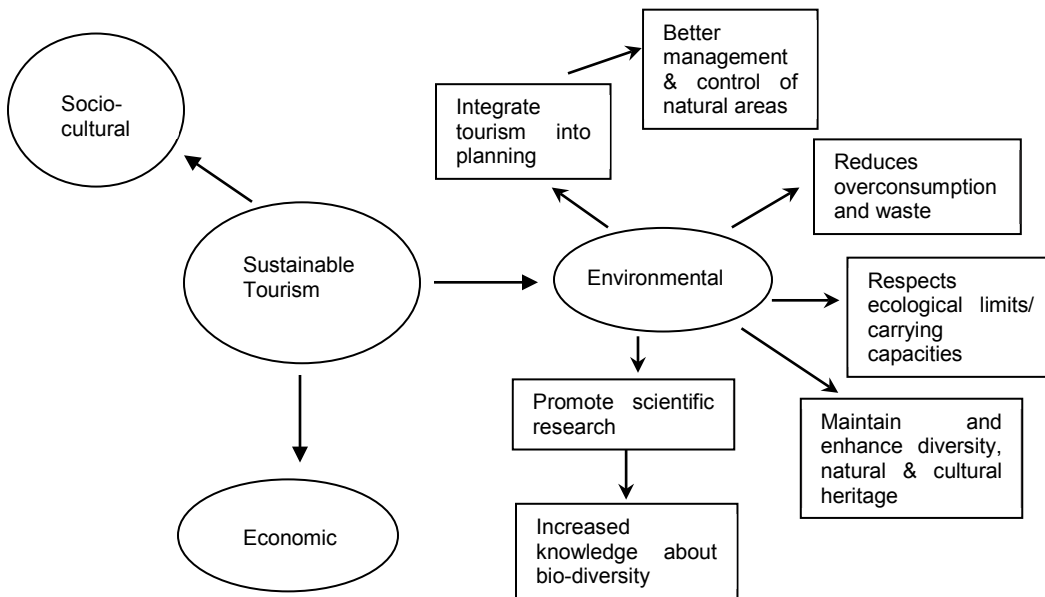 Socio-
cultural
Sustainable
Tourism
Economic
Environmental
Integrate
tourism into
planning
Better
management
& control of
natural areas
Reduces
overconsumption
and waste
Respects
ecological limits/
carrying
capacities
Maintain and
enhance diversity,
natural & cultural
heritage
Promote scientific
research
Increased
knowledge about
bio-diversity